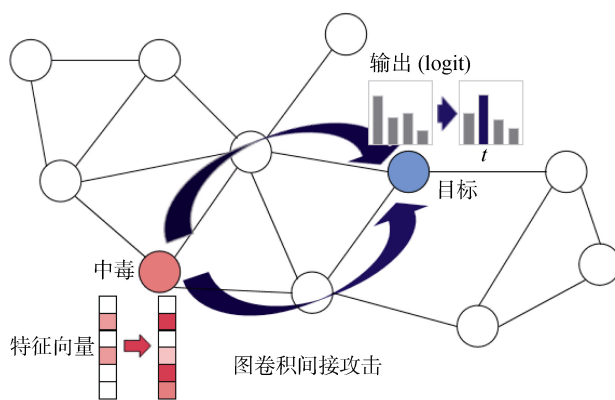 输出 (logit)
t
目标
中毒
特征向量
图卷积间接攻击